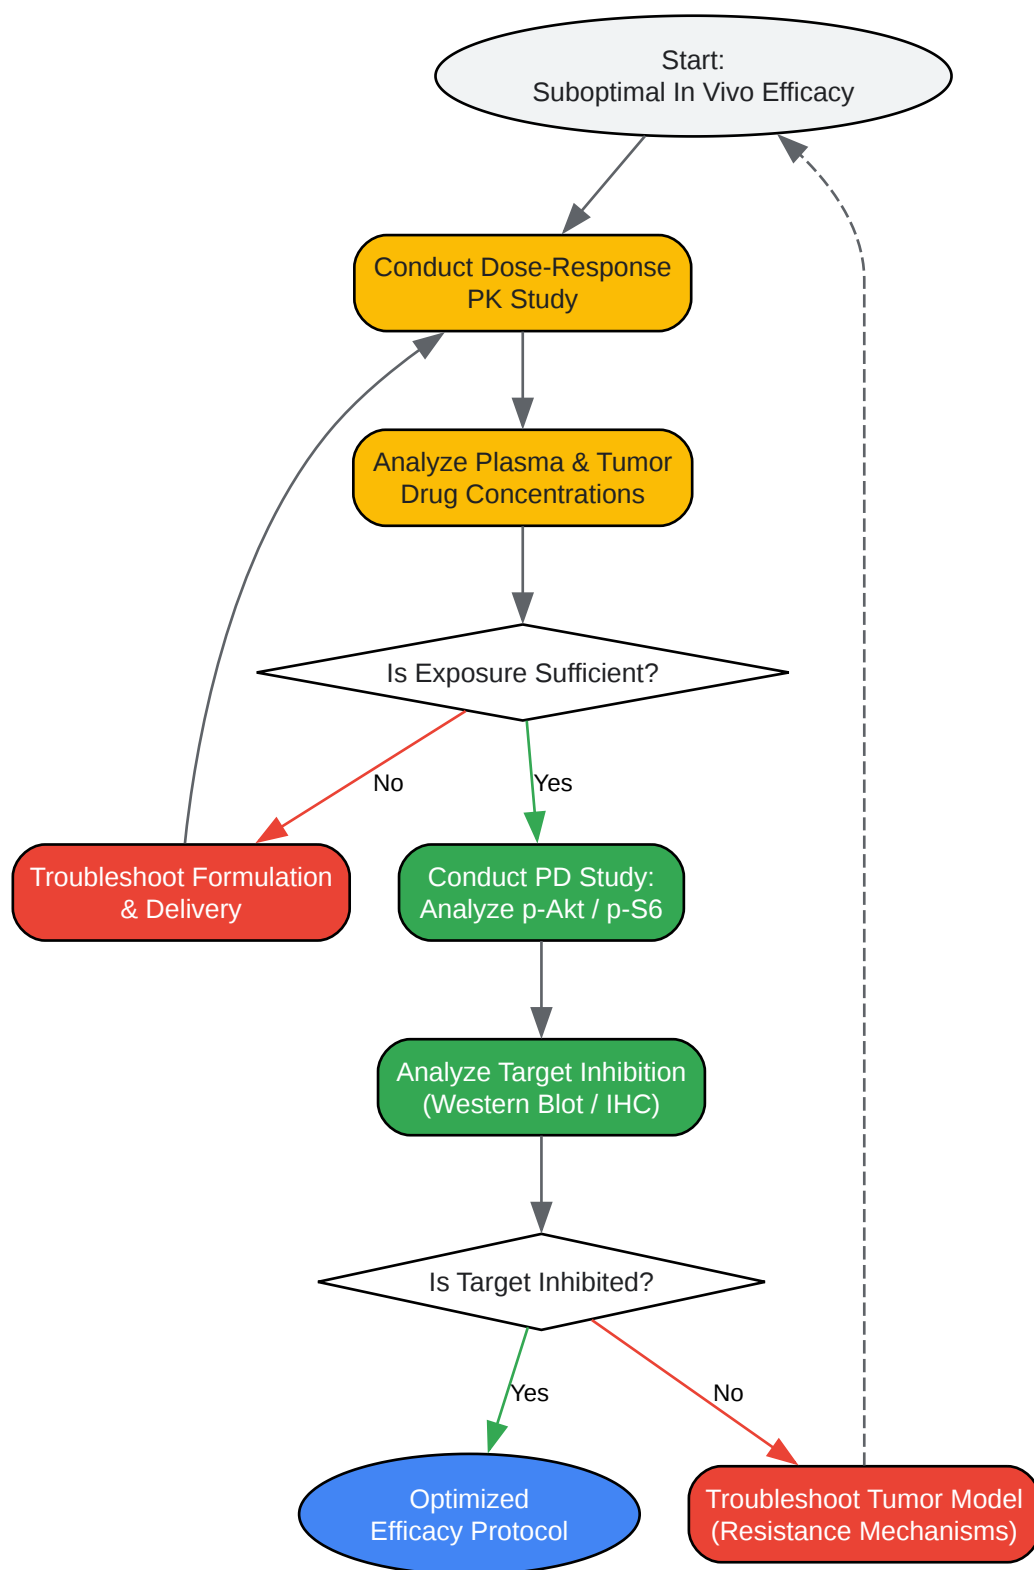 Start:
Suboptimal In Vivo Efficacy
Conduct Dose-Response
PK Study
Analyze Plasma & Tumor
Drug Concentrations
Is Exposure Sufficient?
No
Yes
Troubleshoot Formulation
& Delivery
Conduct PD Study:
Analyze p-Akt / p-S6
Analyze Target Inhibition
(Western Blot / IHC)
Is Target Inhibited?
Yes
No
Optimized
Efficacy Protocol
Troubleshoot Tumor Model
(Resistance Mechanisms)